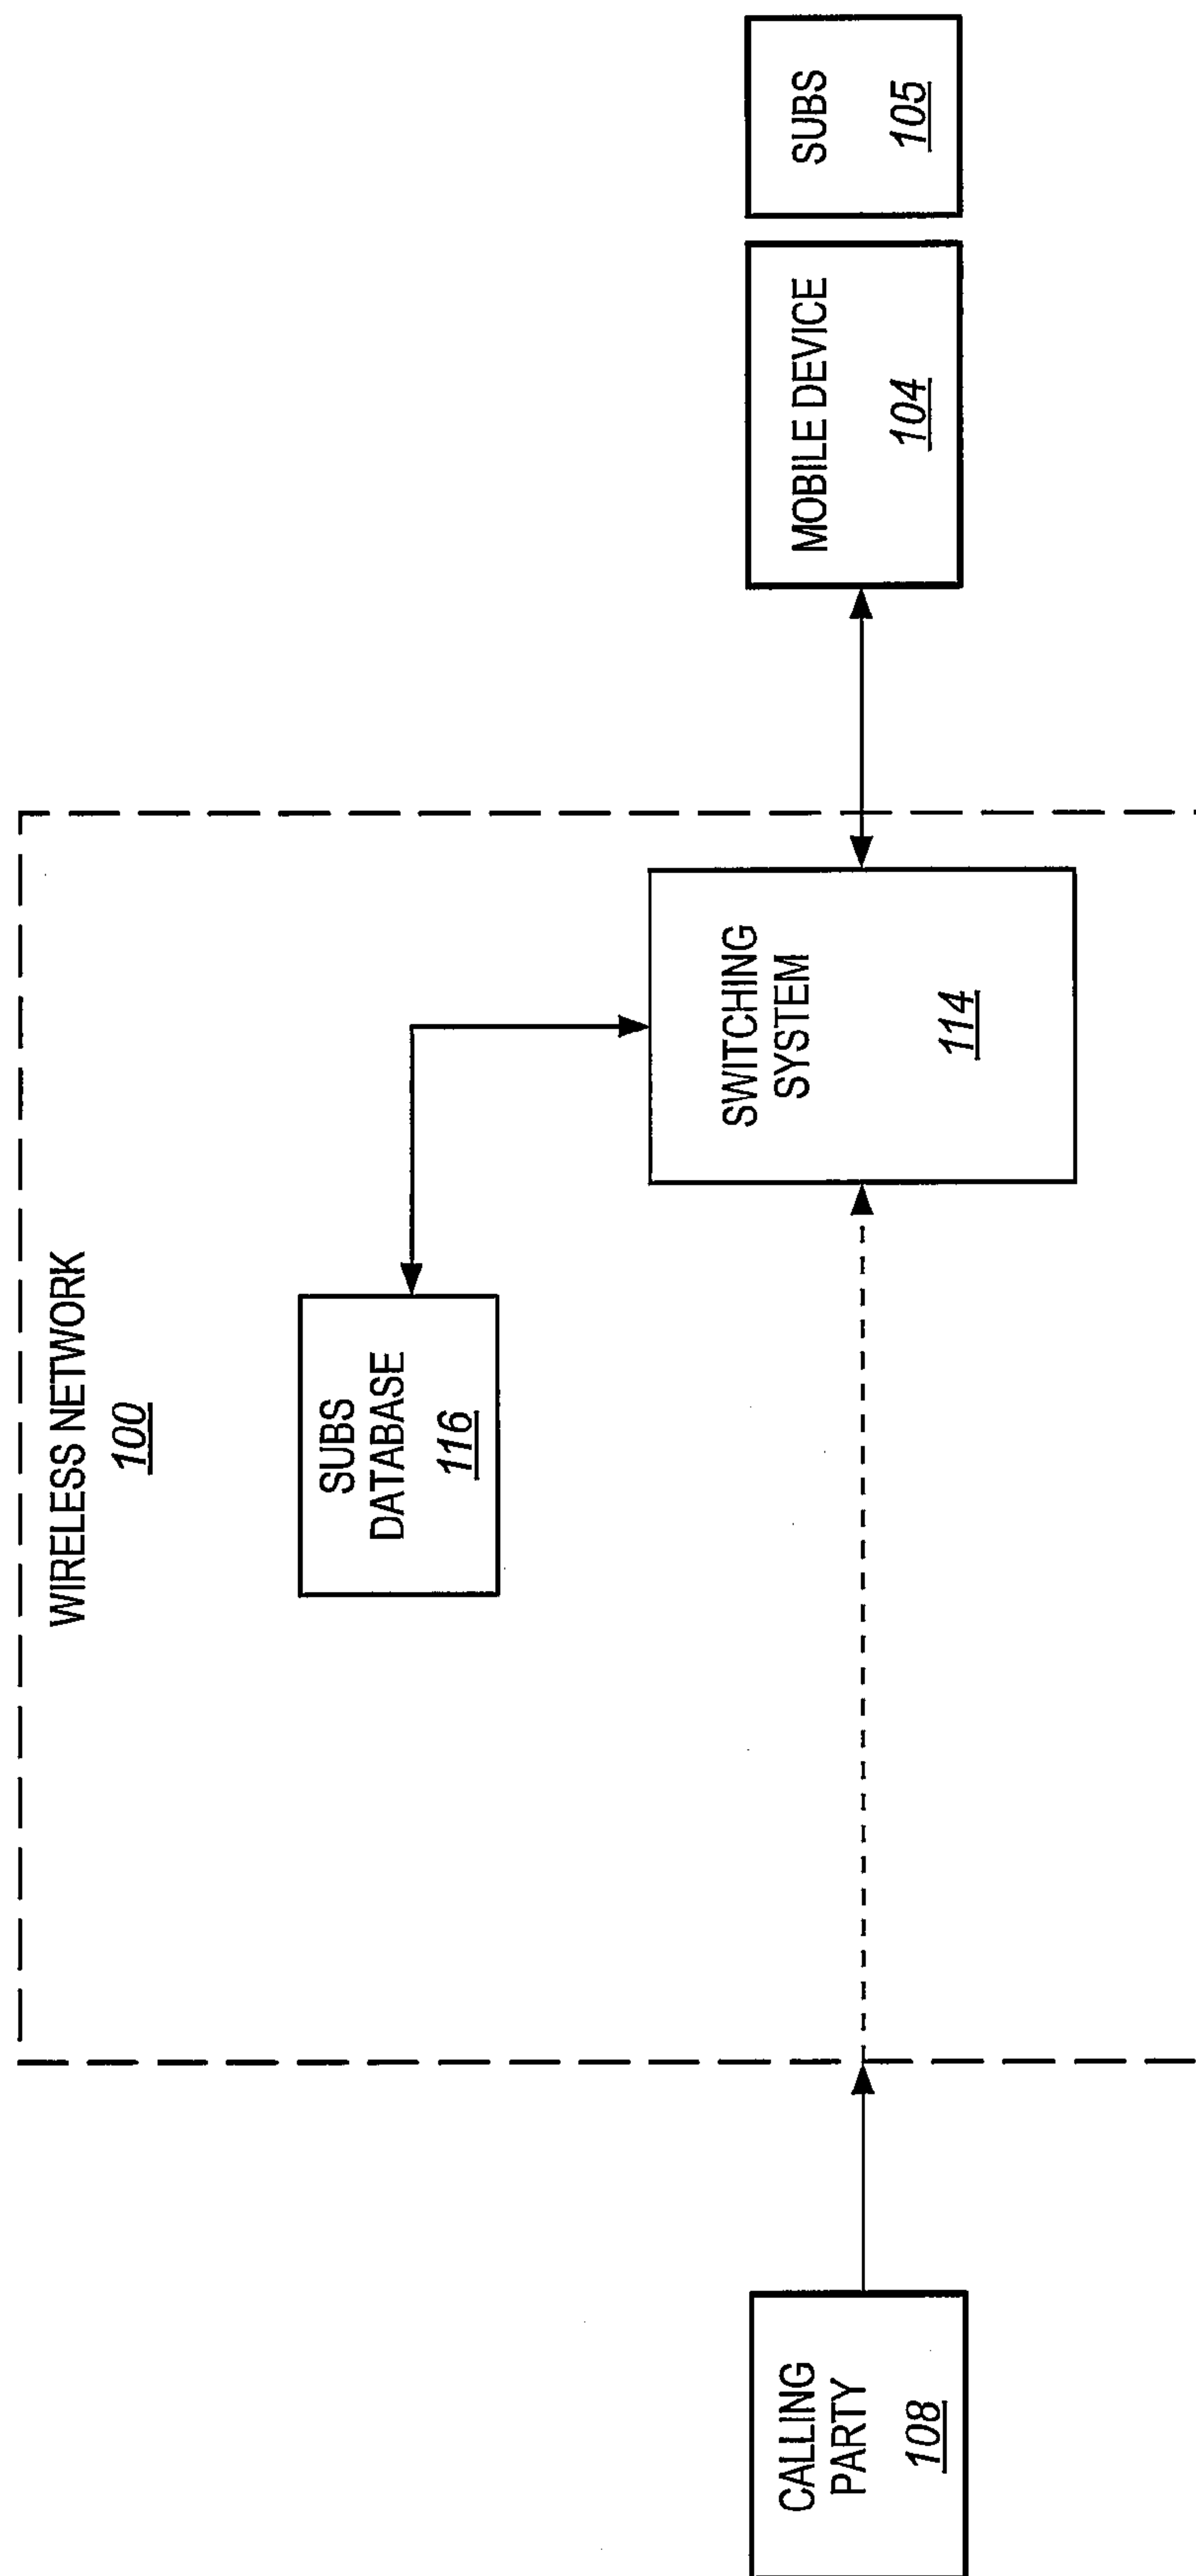 WIRELESS NETWORK
100
SUBS
DATABASE
116
CALLING
PARTY
108
SWITCHING
SYSTEM
114
MOBILE DEVICE
104
SUBS
105